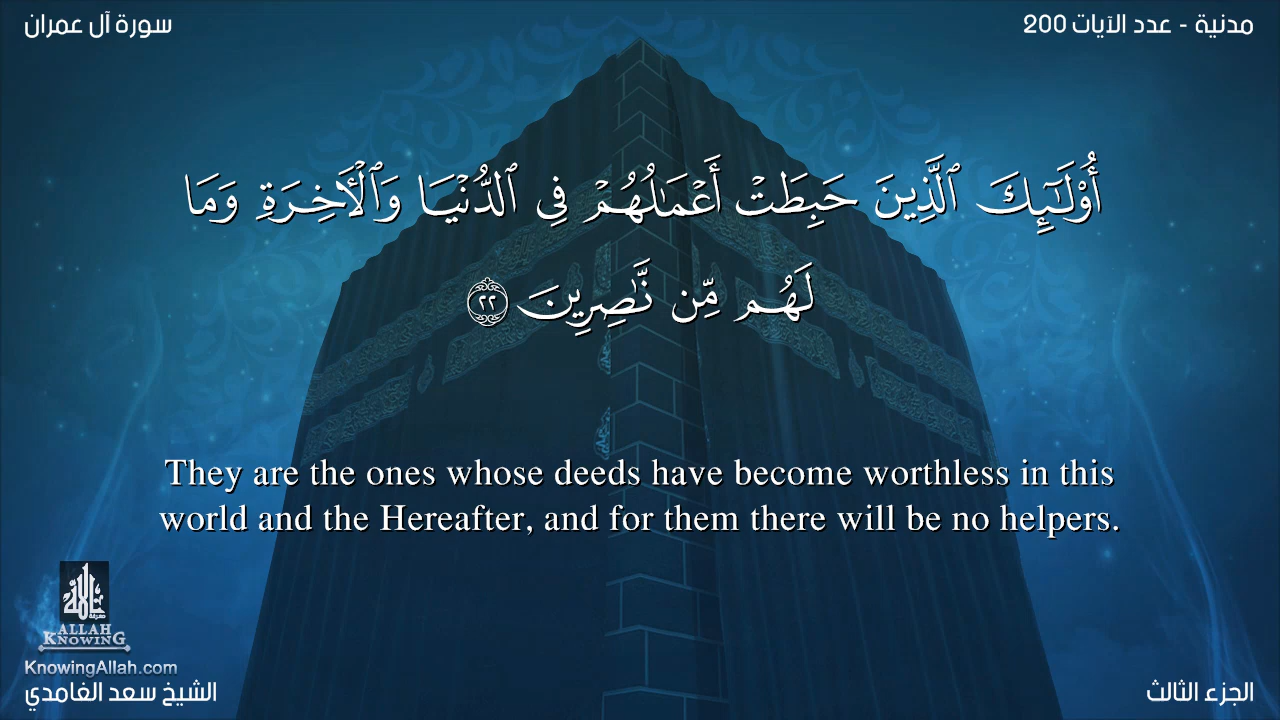 سورة آل عمران
مدنية - عدد الآيات 200
أُو۟لَـٰٓئِكَ ٱلَّذِينَ حَبِطَتْ أَعْمَـٰلُهُمْ فِى ٱلدُّنْيَا وَٱلْـَٔاخِرَةِ وَمَا
لَهُم مِّن نَّـٰصِرِينَ ٢٢
They are the ones whose deeds have become worthless in this
world and the Hereafter, and for them there will be no helpers.
ALLAH
KNOWING
KnowingAllah.com
الشيخ سعد الغامدي
الجزء الثالث